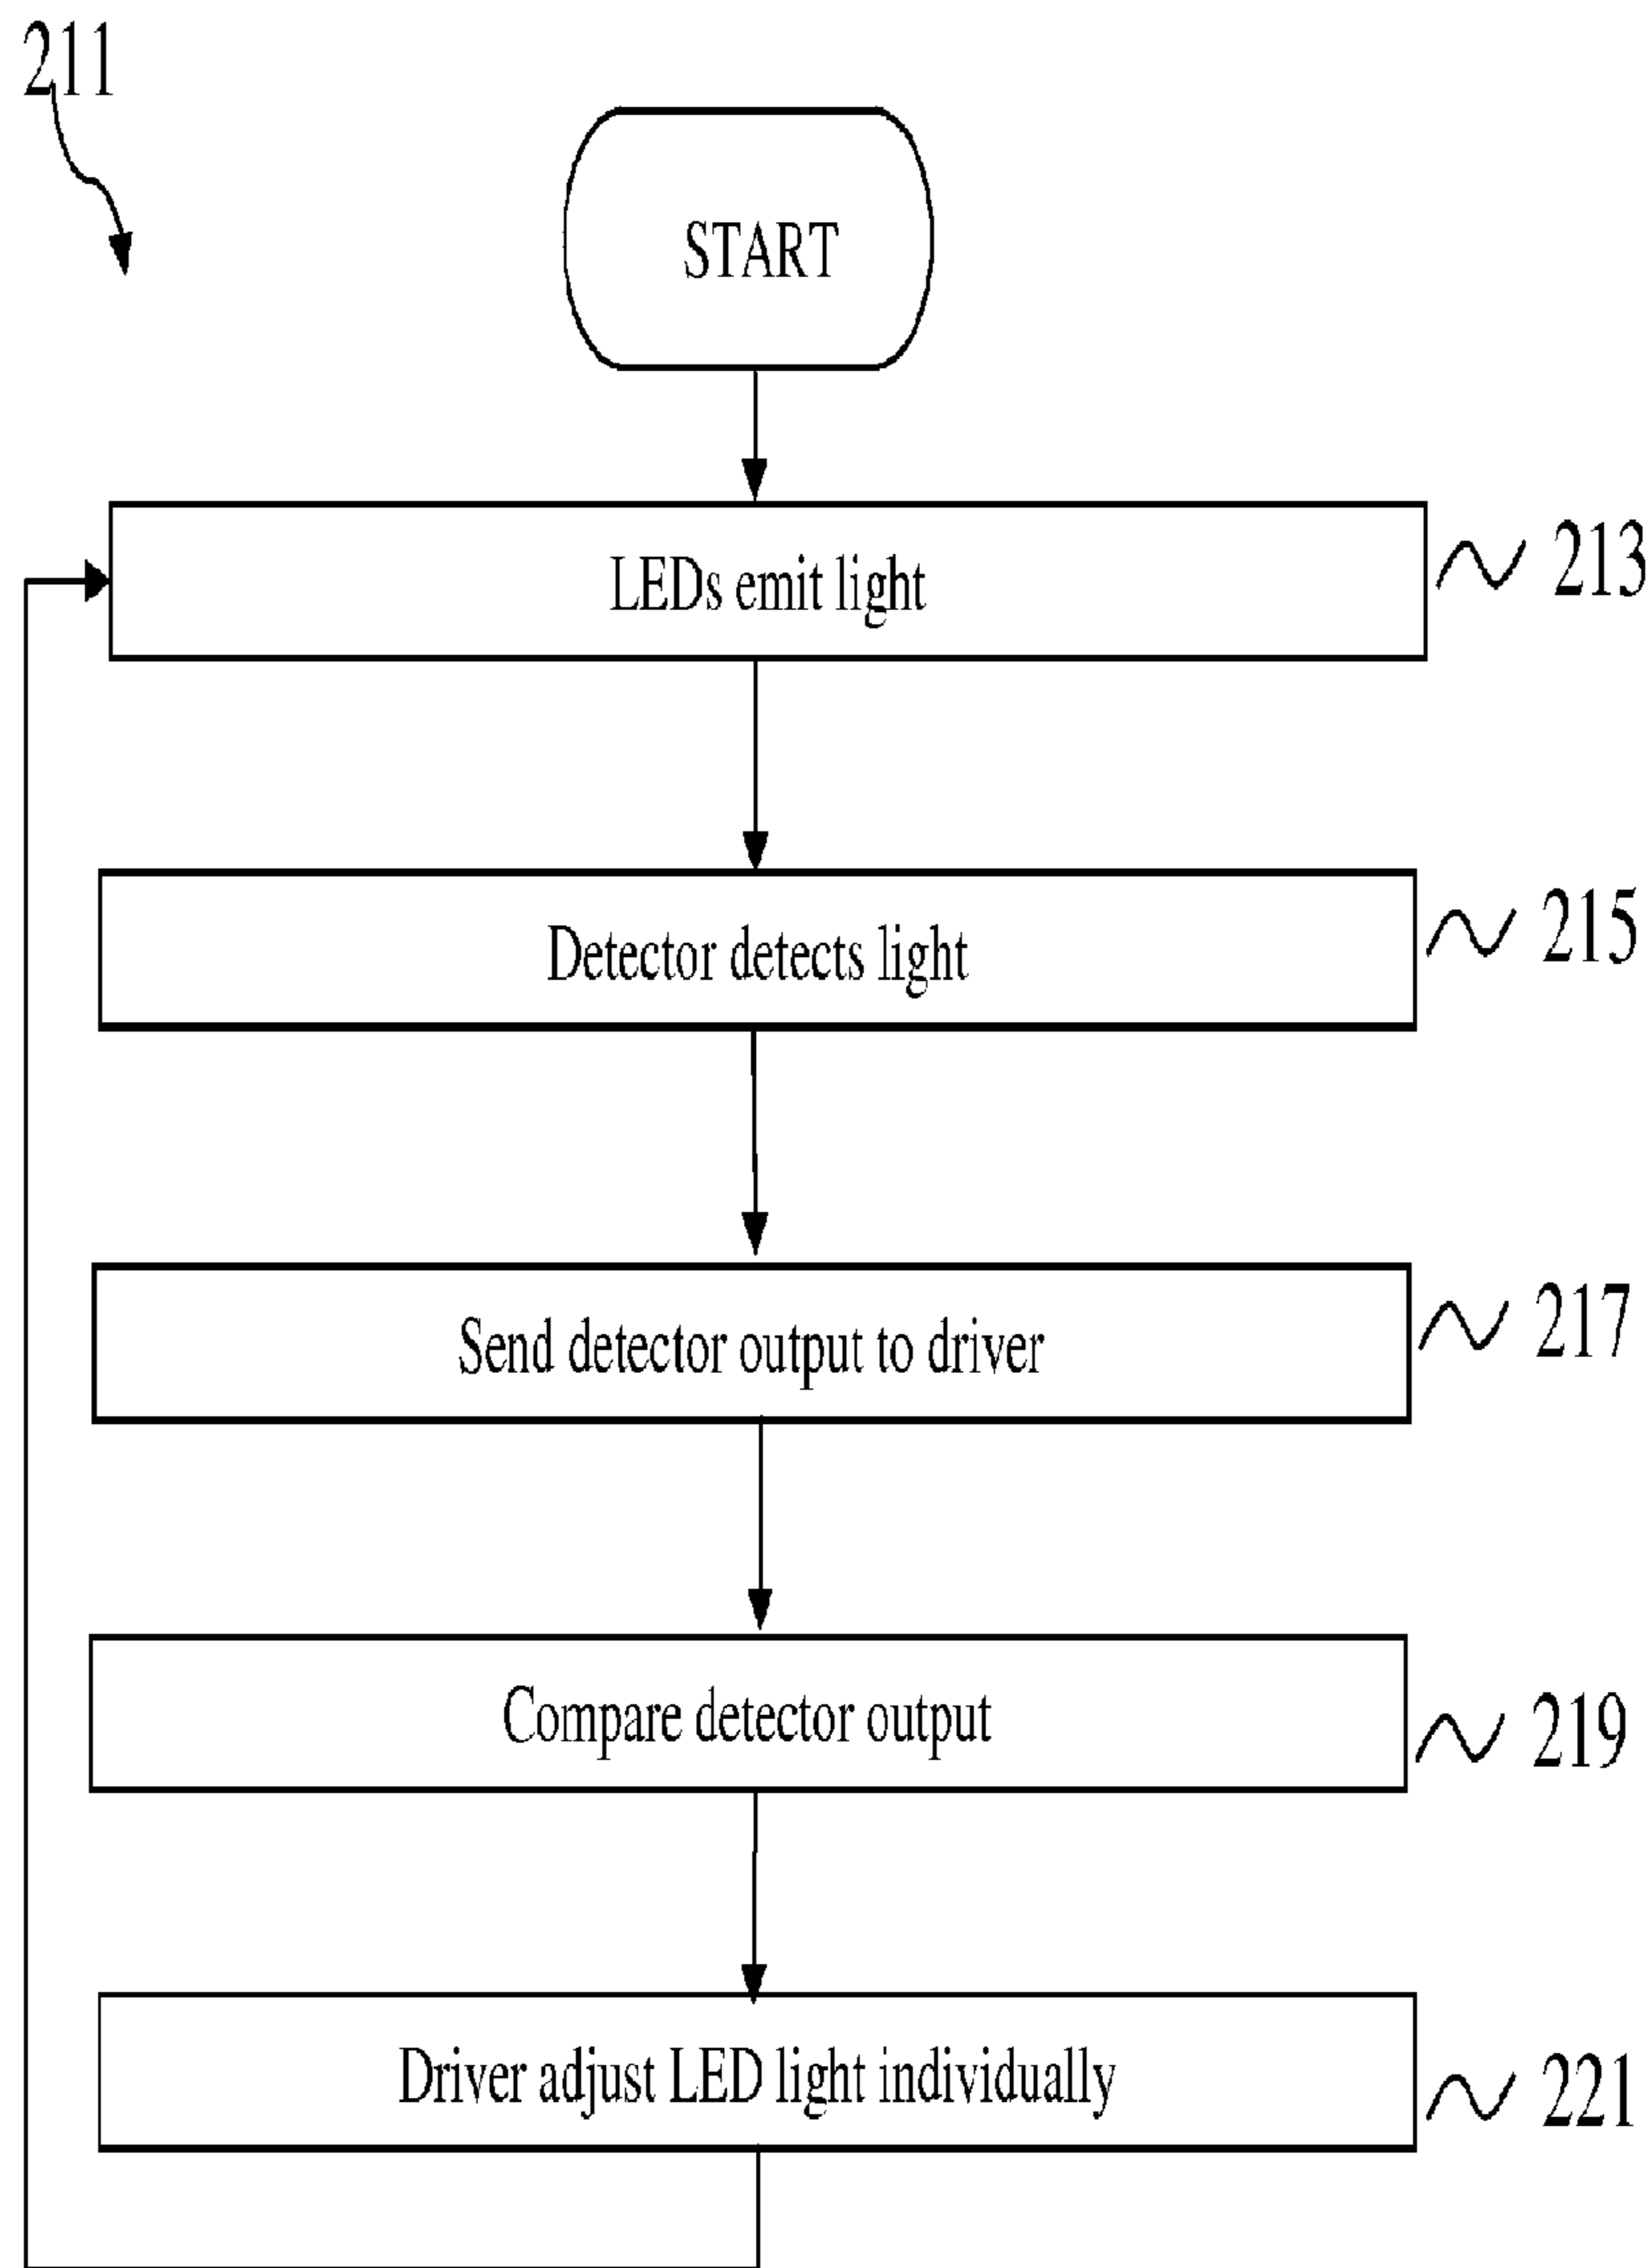 211
START
LEDs emit light
213
Detector detects light
215
Send detector output to driver
217
Compare detector output
219
Driver adjust LED light individually
221